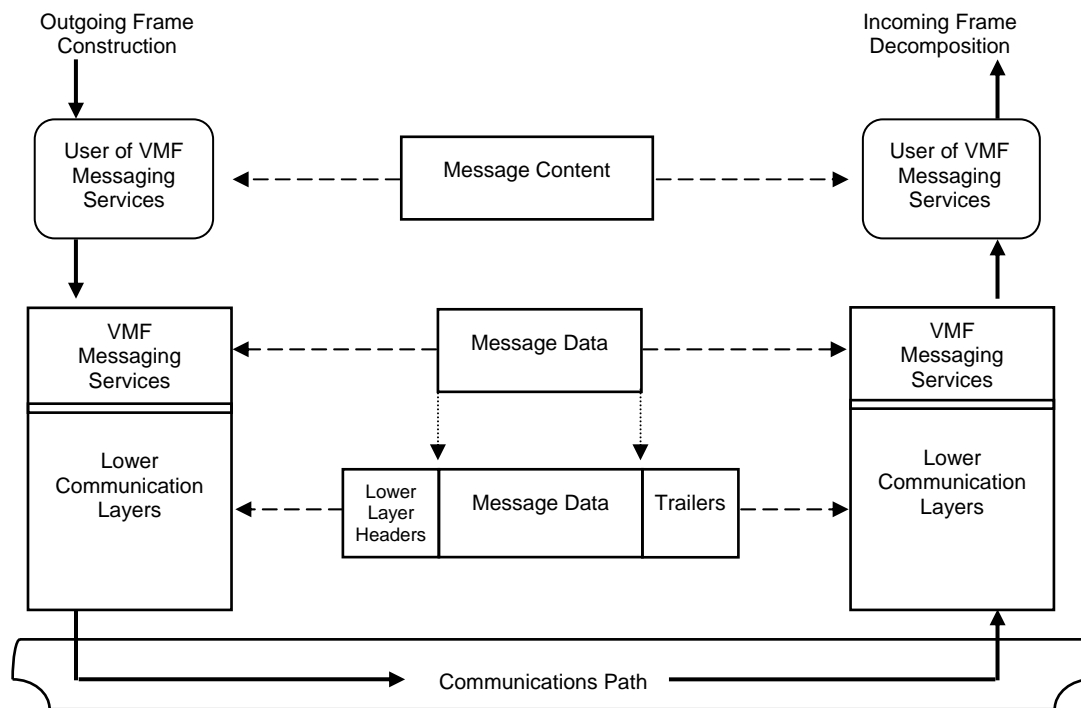 Outgoing Frame
Construction
Incoming Frame
Decomposition
User of VMF
Messaging
Services
Message Content
User of VMF
Messaging
Services
VMF
Messaging
Services
Message Data
VMF
Messaging
Services
Lower
Communication
Layers
Lower
Layer
Headers
Message Data
Trailers
Lower
Communication
Layers
Communications Path